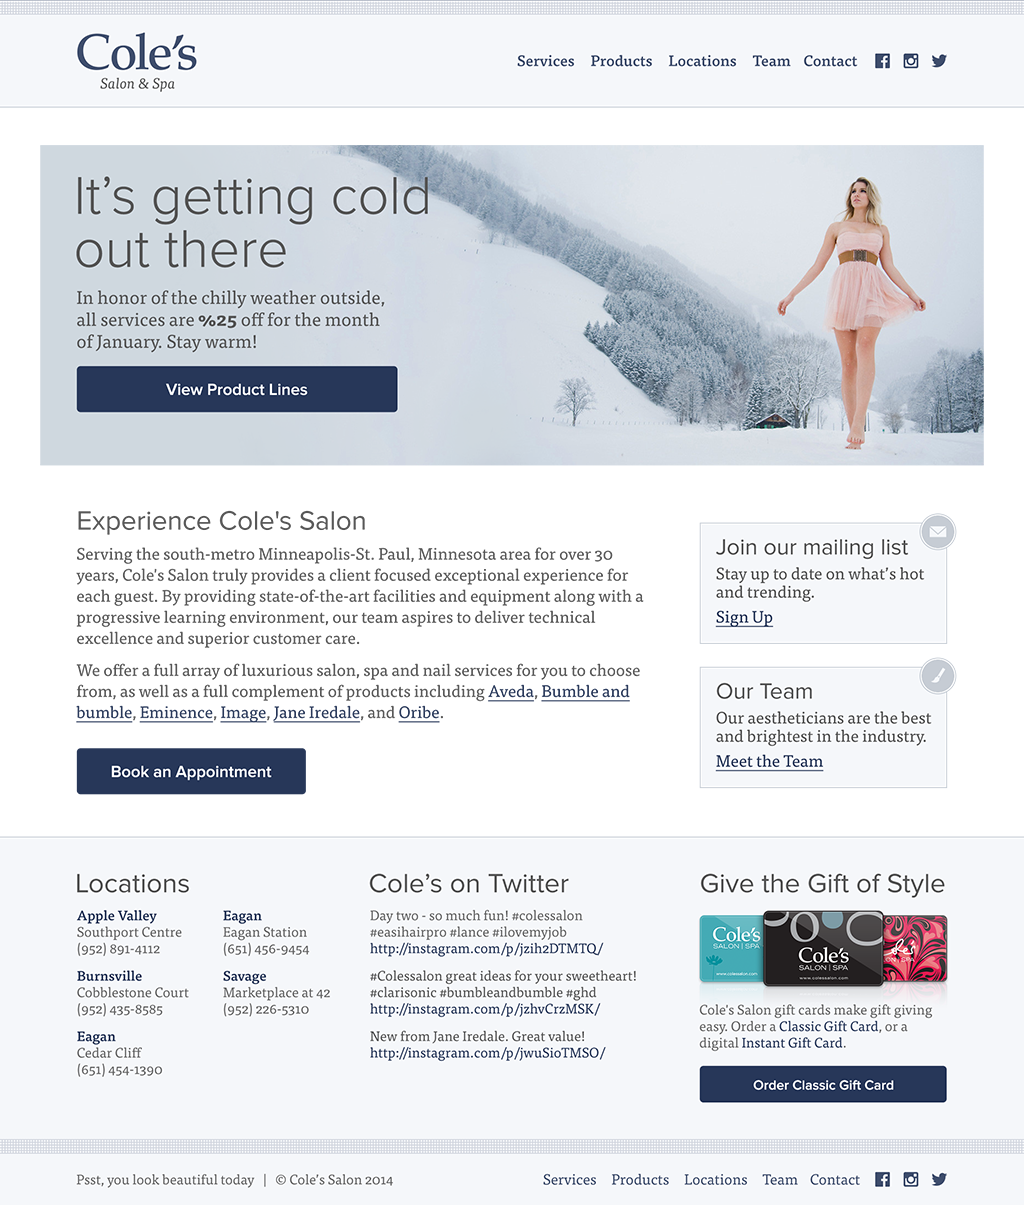 Cole's
Salon & Spa
Services Products Locations Team Contact
It's getting cold
out there
In honor of the chilly weather outside,
all services are %25 off for the month
of January. Stay warm!
View Product Lines
Experience Cole's Salon
Serving the south-metro Minneapolis-St. Paul, Minnesota area for over 30
years, Cole's Salon truly provides a client focused exceptional experience for
each guest. By providing state-of-the-art facilities and equipment along with a
progressive learning environment, our team aspires to deliver technical
excellence and superior customer care.
We offer a full array of luxurious salon, spa and nail services for you to choose
from, as well as a full complement of products including Aveda, Bumble and
bumble, Eminence, Image, Jane Iredale, and Oribe.
Book an Appointment
Join our mailing list
Stay up to date on what's hot
and trending.
Sign Up
Our Team
Our aestheticians are the best
and brightest in the industry.
Meet the Team
Locations
Apple Valley
Southport Centre
(952) 891-4112
Burnsville
Cobblestone Court
(952) 435-8585
Eagan
Cedar Cliff
(651) 454-1390
Eagan
Eagan Station
(651) 456-9454
Savage
Marketplace at 42
(952) 226-5310
Cole's on Twitter
Day two - so much fun! #colessalon
#easihairpro #lance #ilovemyjob
http://instagram.com/p/jzih2DTMTQ/
#Colessalon great ideas for your sweetheart!
#clarisonic #bumbleandbumble #ghd
http://instagram.com/p/jzhvCrzMSK/
New from Jane Iredale. Great value!
http://instagram.com/p/jwuSioTMSO/
Give the Gift of Style
Cole's
SALON | SPA
www.colessalon.com
Cole's
SALON | SPA
www.colessalon.com
ON | SPA
Cole's Salon gift cards make gift giving
easy. Order a Classic Gift Card, or a
digital Instant Gift Card.
Order Classic Gift Card
Psst, you look beautiful today | © Cole's Salon 2014
Services Products Locations Team Contact